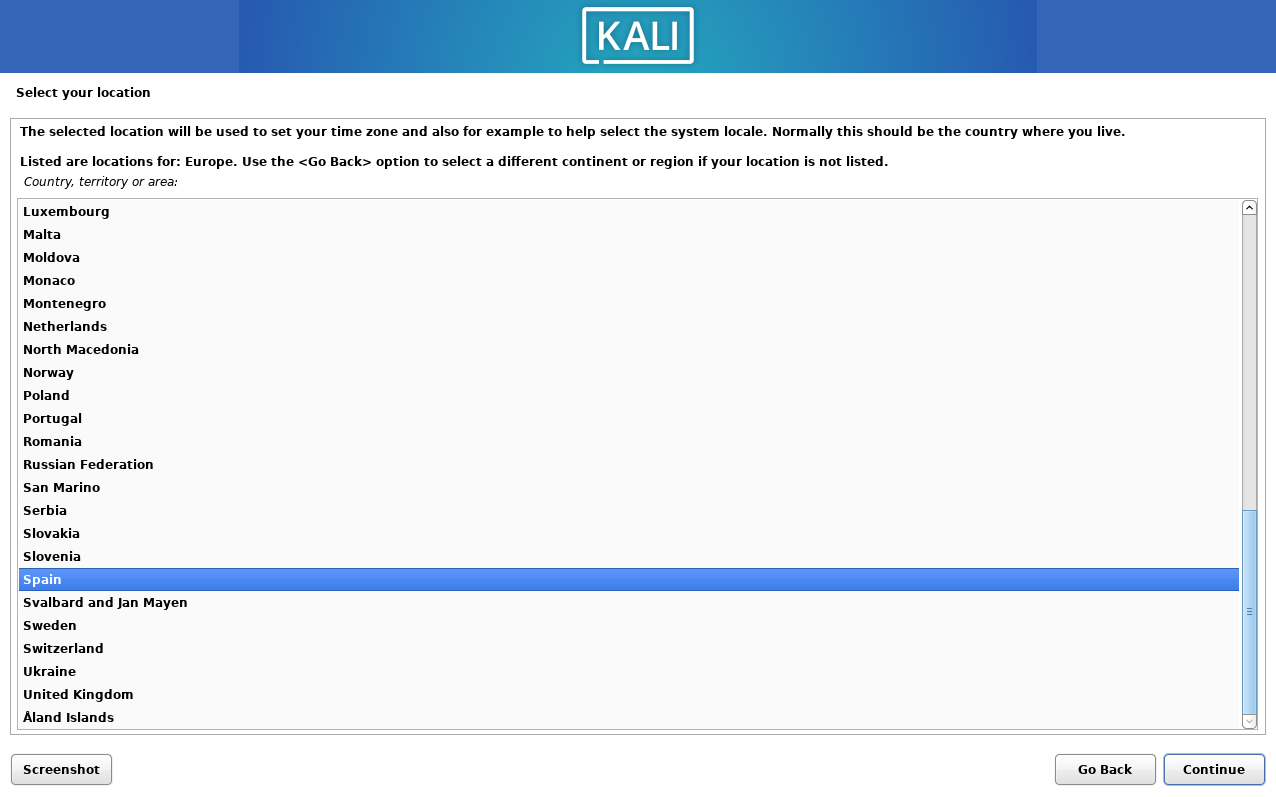 KALI
Select your location
The selected location will be used to set your time zone and also for example to help select the system locale. Normally this should be the country where you live.
Listed are locations for: Europe. Use the <Go Back> option to select a different continent or region if your location is not listed.
Country, territory or area:
Luxembourg
Malta
Moldova
Monaco
Montenegro
Netherlands
North Macedonia
Norway
Poland
Portugal
Romania
Russian Federation
San Marino
Serbia
Slovakia
Slovenia
Spain
Svalbard and Jan Mayen
Sweden
Switzerland
Ukraine
United Kingdom
Åland Islands
Screenshot
Go Back
Continue